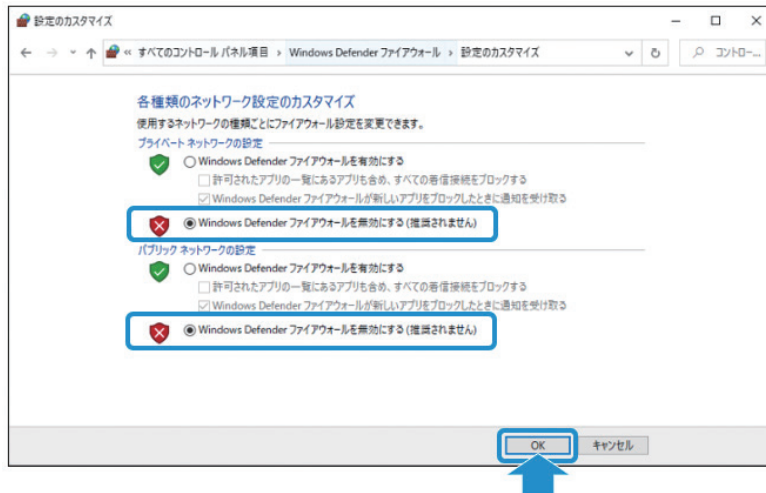 設定のカスタマイズ
« すべてのコントロール パネル項目 › Windows Defender ファイアウォール › 設定のカスタマイズ
コントロー...
各種類のネットワーク設定のカスタマイズ
使用するネットワークの種類ごとにファイアウォール設定を変更できます。
プライベート ネットワークの設定
Windows Defender ファイアウォールを有効にする
許可されたアプリの一覧にあるアプリも含め、すべての着信接続をブロックする
Windows Defender ファイアウォールが新しいアプリをブロックしたときに通知を受け取る
Windows Defender ファイアウォールを無効にする (推奨されません)
パブリック ネットワークの設定
Windows Defender ファイアウォールを有効にする
許可されたアプリの一覧にあるアプリも含め、すべての着信接続をブロックする
Windows Defender ファイアウォールが新しいアプリをブロックしたときに通知を受け取る
Windows Defender ファイアウォールを無効にする (推奨されません)
OK キャンセル